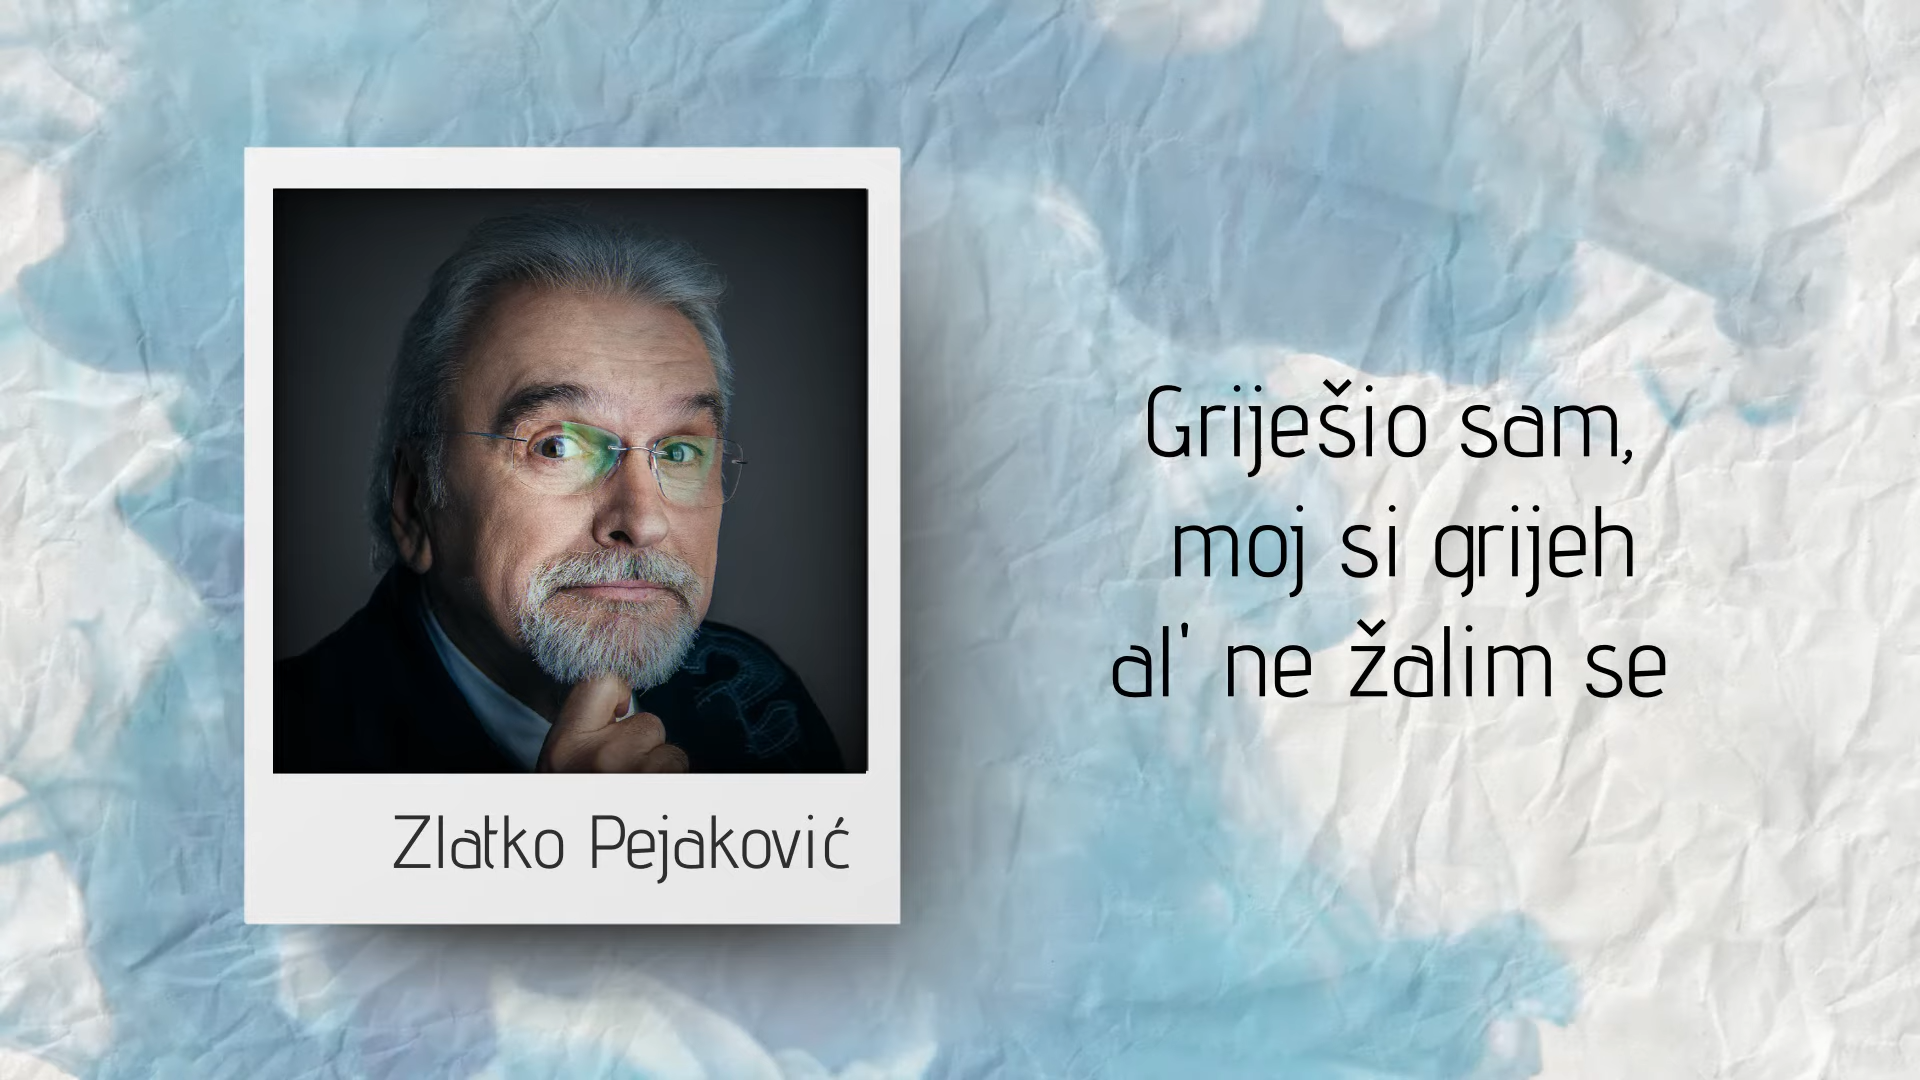 Griješio sam,
moj si grijeh
al' ne žalim se
Zlatko Pejaković